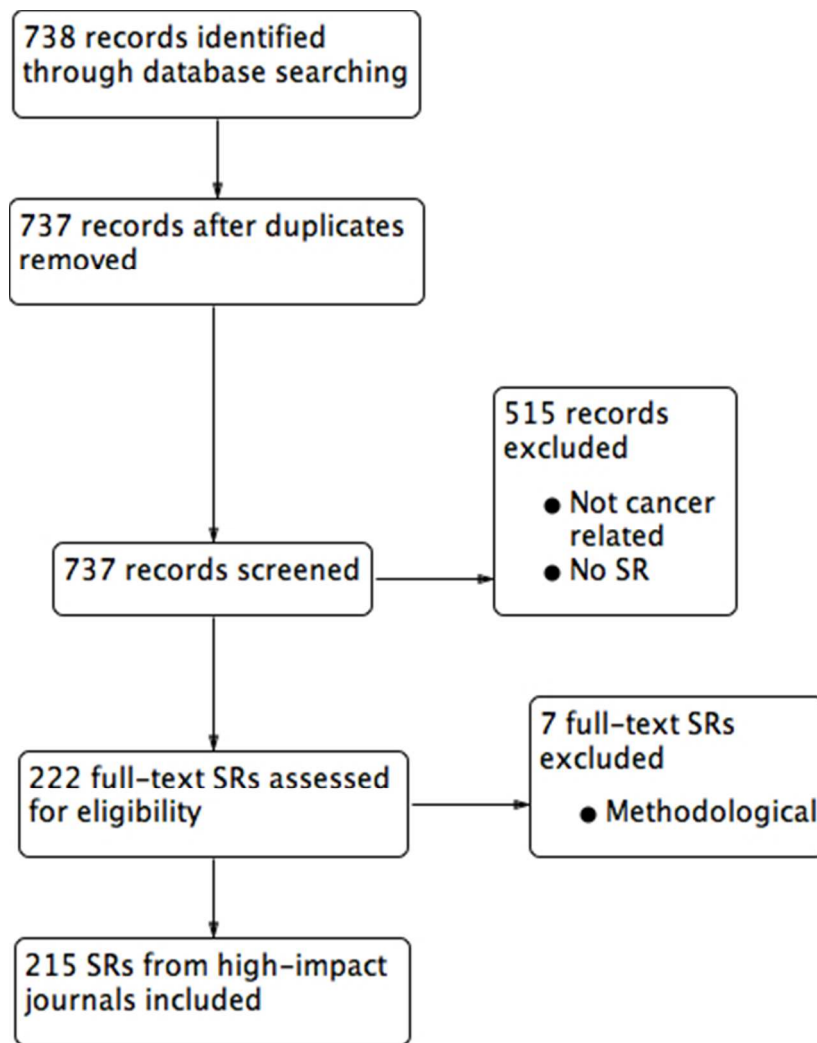 738 records identified
through database searching
737 records after duplicates
removed
515 records
excluded
● Not cancer
related
● No SR
737 records screened
7 full-text SRs
excluded
● Methodological
222 full-text SRs assessed
for eligibility
215 SRs from high-impact
journals included